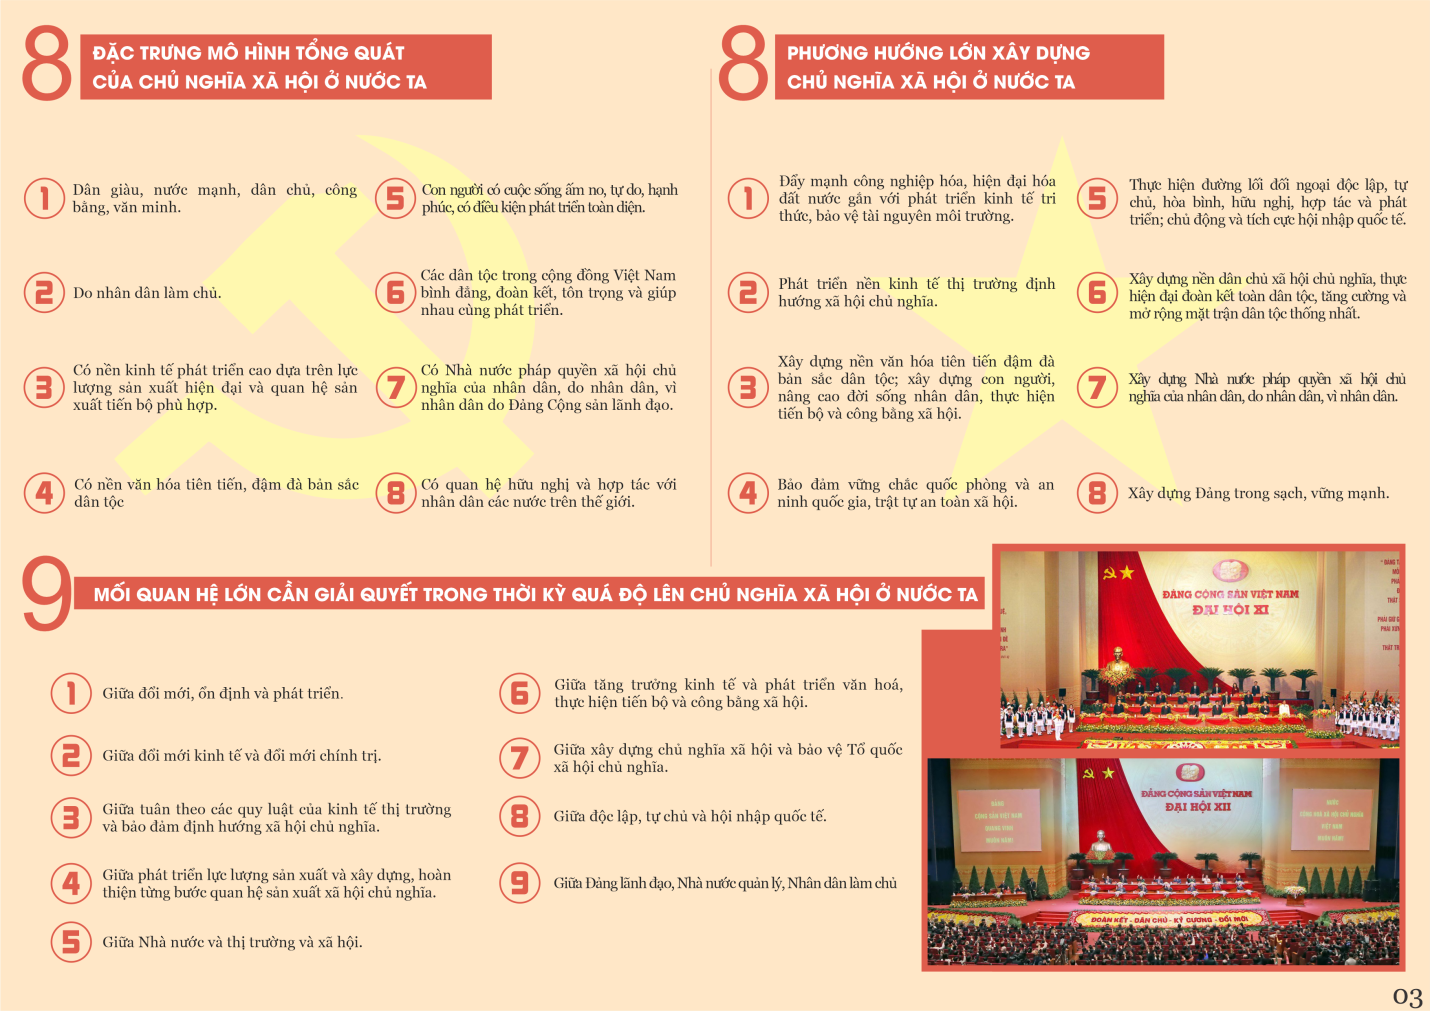 8
ĐẶC TRƯNG MÔ HÌNH TỔNG QUÁT
CỦA CHỦ NGHĨA XÃ HỘI Ở NƯỚC TA
1
Dân giàu, nước mạnh, dân chủ, công
bằng, văn minh.
2
Do nhân dân làm chủ.
3
Có nền kinh tế phát triển cao dựa trên lực
lượng sản xuất hiện đại và quan hệ sản
xuất tiến bộ phù hợp.
4
Có nền văn hóa tiên tiến, đậm đà bản sắc
dân tộc
5
Con người có cuộc sống ấm no, tự do, hạnh
phúc, có điều kiện phát triển toàn diện.
6
Các dân tộc trong cộng đồng Việt Nam
bình đẳng, đoàn kết, tôn trọng và giúp
nhau cùng phát triển.
7
Có Nhà nước pháp quyền xã hội chủ
nghĩa của nhân dân, do nhân dân, vì
nhân dân do Đảng Cộng sản lãnh đạo.
8
Có quan hệ hữu nghị và hợp tác với
nhân dân các nước trên thế giới.
8
PHƯƠNG HƯỚNG LỚN XÂY DỰNG
CHỦ NGHĨA XÃ HỘI Ở NƯỚC TA
1
Đẩy mạnh công nghiệp hóa, hiện đại hóa
đất nước gắn với phát triển kinh tế tri
thức, bảo vệ tài nguyên môi trường.
2
Phát triển nền kinh tế thị trường định
hướng xã hội chủ nghĩa.
3
Xây dựng nền văn hóa tiên tiến đậm đà
bản sắc dân tộc; xây dựng con người,
nâng cao đời sống nhân dân, thực hiện
tiến bộ và công bằng xã hội.
4
Bảo đảm vững chắc quốc phòng và an
ninh quốc gia, trật tự an toàn xã hội.
5
Thực hiện đường lối đối ngoại độc lập, tự
chủ, hòa bình, hữu nghị, hợp tác và phát
triển; chủ động và tích cực hội nhập quốc tế.
6
Xây dựng nền dân chủ xã hội chủ nghĩa, thực
hiện đại đoàn kết toàn dân tộc, tăng cường và
mở rộng mặt trận dân tộc thống nhất.
7
Xây dựng Nhà nước pháp quyền xã hội chủ
nghĩa của nhân dân, do nhân dân, vì nhân dân.
8
Xây dựng Đảng trong sạch, vững mạnh.
9
MỐI QUAN HỆ LỚN CẦN GIẢI QUYẾT TRONG THỜI KỲ QUÁ ĐỘ LÊN CHỦ NGHĨA XÃ HỘI Ở NƯỚC TA
1
Giữa đổi mới, ổn định và phát triển.
2
Giữa đổi mới kinh tế và đổi mới chính trị.
3
Giữa tuân theo các quy luật của kinh tế thị trường
và bảo đảm định hướng xã hội chủ nghĩa.
4
Giữa phát triển lực lượng sản xuất và xây dựng, hoàn
thiện từng bước quan hệ sản xuất xã hội chủ nghĩa.
5
Giữa Nhà nước và thị trường và xã hội.
6
Giữa tăng trưởng kinh tế và phát triển văn hoá,
thực hiện tiến bộ và công bằng xã hội.
7
Giữa xây dựng chủ nghĩa xã hội và bảo vệ Tổ quốc
xã hội chủ nghĩa.
8
Giữa độc lập, tự chủ và hội nhập quốc tế.
9
Giữa Đảng lãnh đạo, Nhà nước quản lý, Nhân dân làm chủ
ĐẢNG CỘNG SẢN VIỆT NAM
ĐẠI HỘI XI
ĐẢNG CỘNG SẢN VIỆT NAM
ĐẠI HỘI XII
ĐẢNG
CỘNG SẢN VIỆT NAM
QUANG VINH
MUÔN NĂM!
NƯỚC
CỘNG HÒA XÃ HỘI CHỦ NGHĨA
VIỆT NAM
MUÔN NĂM!
ĐOÀN KẾT - DÂN CHỦ - KỶ CƯƠNG - ĐỔI MỚI
03